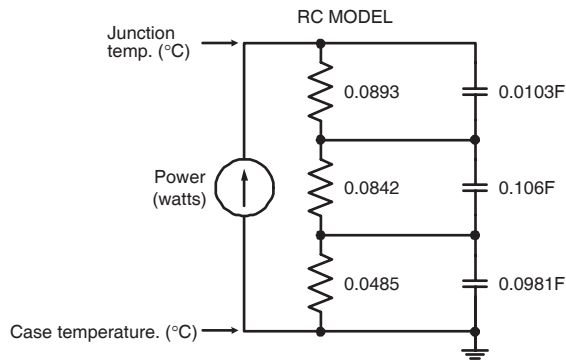 RC MODEL
Junction
temp. (°C)
0.0893
0.0103F
Power
(watts)
0.0842
0.106F
0.0485
0.0981F
Case temperature. (°C)